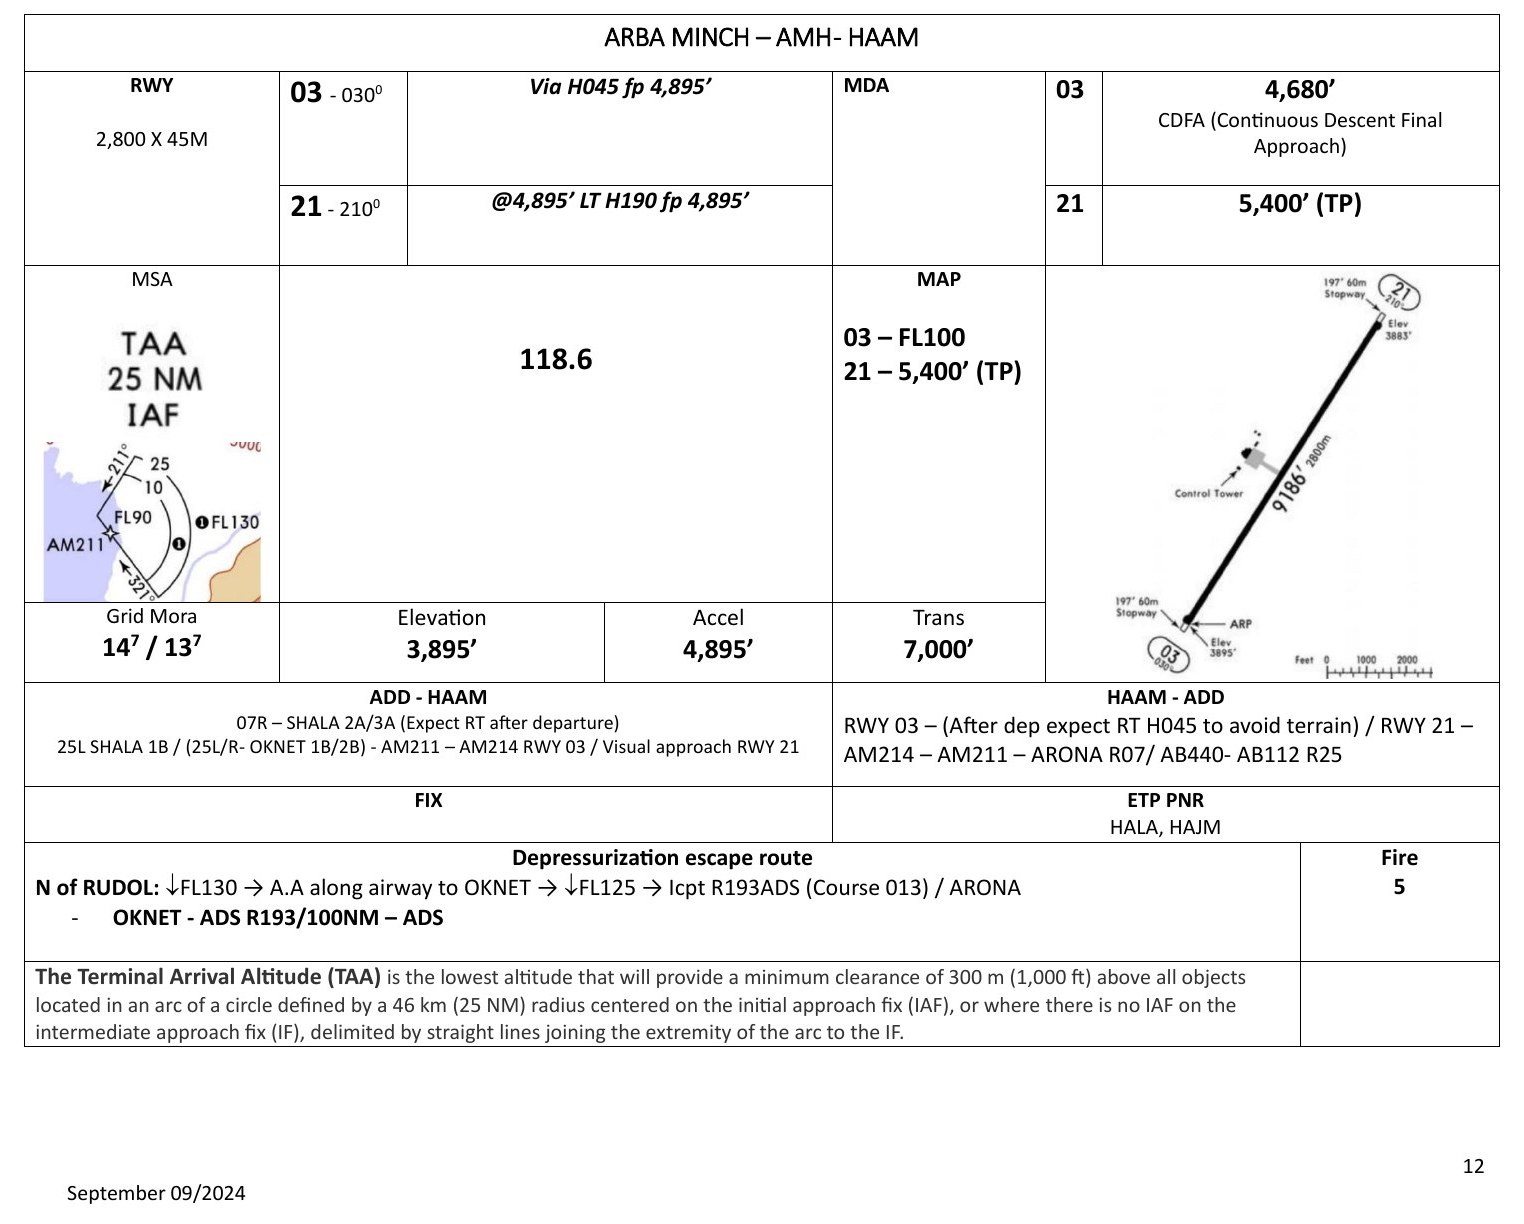 ARBA MINCH – AMH- HAAM
RWY
2,800 X 45M
03 - 030⁰
Via H045 fp 4,895’
21 - 210⁰
@4,895’ LT H190 fp 4,895’
MDA
03
4,680’
CDFA (Continuous Descent Final
Approach)
21
5,400’ (TP)
MSA
TAA
25 NM
IAF
211°
25
10
FL90
❶FL130
AM211
❶
321°
118.6
MAP
03 – FL100
21 – 5,400’ (TP)
197' 60m
Stopway
21
210°
Elev
3883'
9186' 2800m
Control Tower
197' 60m
Stopway
ARP
Elev
3895'
03
030°
Feet 0 1000 2000
Grid Mora
14⁷ / 13⁷
Elevation
3,895’
Accel
4,895’
Trans
7,000’
ADD - HAAM
07R – SHALA 2A/3A (Expect RT after departure)
25L SHALA 1B / (25L/R- OKNET 1B/2B) - AM211 – AM214 RWY 03 / Visual approach RWY 21
HAAM - ADD
RWY 03 – (After dep expect RT H045 to avoid terrain) / RWY 21 –
AM214 – AM211 – ARONA R07/ AB440- AB112 R25
FIX
ETP PNR
HALA, HAJM
Depressurization escape route
N of RUDOL: ↓FL130 → A.A along airway to OKNET → ↓FL125 → Icpt R193ADS (Course 013) / ARONA
- OKNET - ADS R193/100NM – ADS
Fire
5
The Terminal Arrival Altitude (TAA) is the lowest altitude that will provide a minimum clearance of 300 m (1,000 ft) above all objects
located in an arc of a circle defined by a 46 km (25 NM) radius centered on the initial approach fix (IAF), or where there is no IAF on the
intermediate approach fix (IF), delimited by straight lines joining the extremity of the arc to the IF.
12
September 09/2024